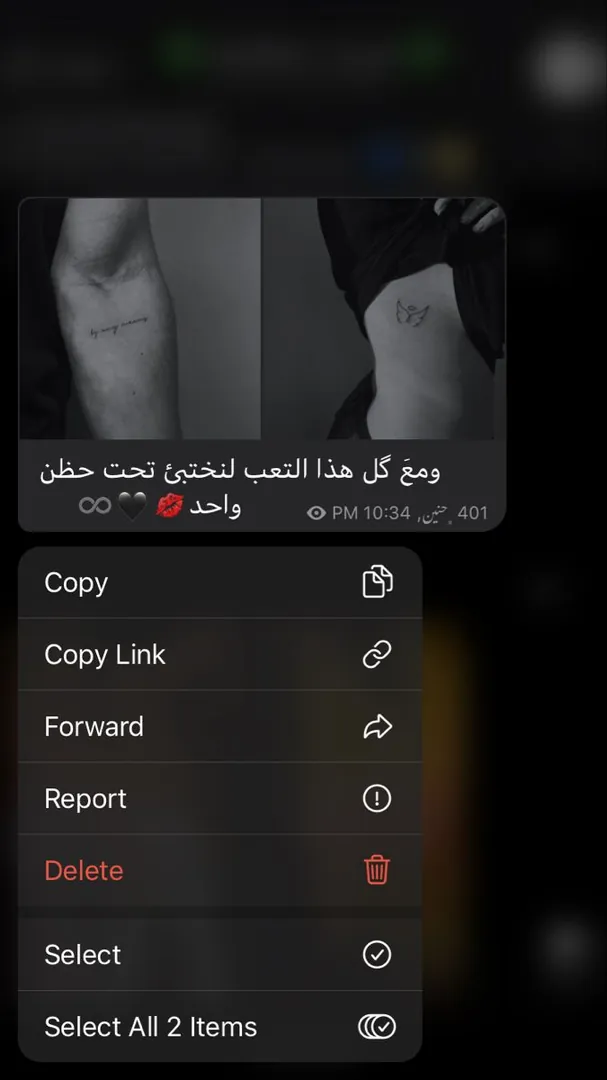 ومعَ گل هذا التعب لنختبئ تحت حظن
واحد 💋🖤♾
401 حنين, 10:34 PM
Copy
Copy Link
Forward
Report
Delete
Select
Select All 2 Items